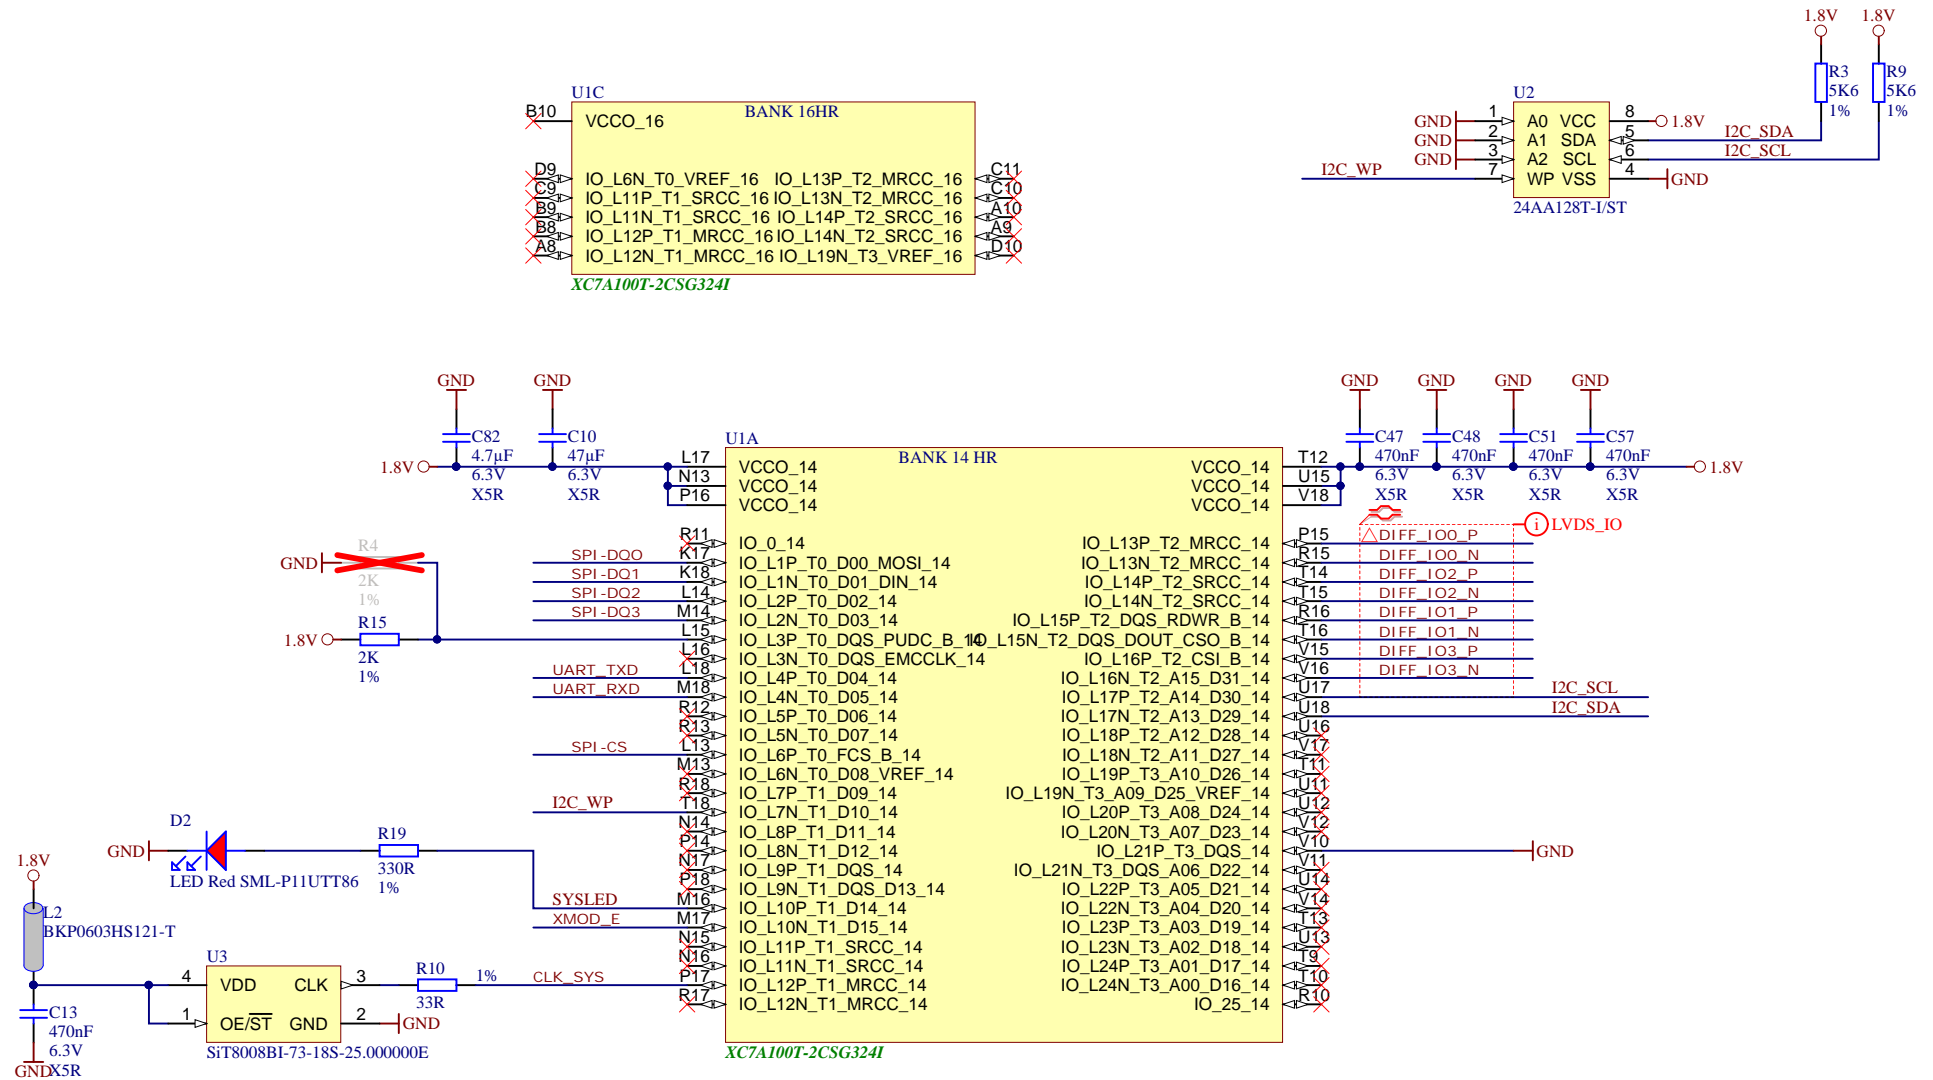 1.8V 1.8V
R3
5K6
1%
R9
5K6
1%
U2
GND 1 A0 VCC 8 1.8V
GND 2 A1 SDA 5 I2C_SDA
GND 3 A2 SCL 6 I2C_SCL
I2C_WP 7 WP VSS 4 GND
24AA128T-I/ST
U1C
BANK 16HR
B10 VCCO_16
D9 IO_L6N_T0_VREF_16 IO_L13P_T2_MRCC_16 C11
C9 IO_L11P_T1_SRCC_16 IO_L13N_T2_MRCC_16 C10
B9 IO_L11N_T1_SRCC_16 IO_L14P_T2_SRCC_16 A10
B8 IO_L12P_T1_MRCC_16 IO_L14N_T2_SRCC_16 A9
A8 IO_L12N_T1_MRCC_16 IO_L19N_T3_VREF_16 D10
XC7A100T-2CSG324I
GND GND
C82
4.7µF
6.3V
X5R
C10
47µF
6.3V
X5R
1.8V
GND GND GND GND
C47
470nF
6.3V
X5R
C48
470nF
6.3V
X5R
C51
470nF
6.3V
X5R
C57
470nF
6.3V
X5R
1.8V
U1A
BANK 14 HR
L17 VCCO_14 VCCO_14 T12
N13 VCCO_14 VCCO_14 U15
P16 VCCO_14 VCCO_14 V18
i LVDS_IO
R11 IO_0_14 IO_L13P_T2_MRCC_14 P15 DIFF_IO0_P
SPI-DQ0 K17 IO_L1P_T0_D00_MOSI_14 IO_L13N_T2_MRCC_14 R15 DIFF_IO0_N
SPI-DQ1 K18 IO_L1N_T0_D01_DIN_14 IO_L14P_T2_SRCC_14 T14 DIFF_IO2_P
SPI-DQ2 L14 IO_L2P_T0_D02_14 IO_L14N_T2_SRCC_14 T15 DIFF_IO2_N
SPI-DQ3 M14 IO_L2N_T0_D03_14 IO_L15P_T2_DQS_RDWR_B_14 R16 DIFF_IO1_P
L15 IO_L3P_T0_DQS_PUDC_B_14 IO_L15N_T2_DQS_DOUT_CSO_B_14 T16 DIFF_IO1_N
L16 IO_L3N_T0_DQS_EMCCLK_14 IO_L16P_T2_CSI_B_14 V15 DIFF_IO3_P
UART_TXD L18 IO_L4P_T0_D04_14 IO_L16N_T2_A15_D31_14 V16 DIFF_IO3_N
UART_RXD M18 IO_L4N_T0_D05_14 IO_L17P_T2_A14_D30_14 U17 I2C_SCL
R12 IO_L5P_T0_D06_14 IO_L17N_T2_A13_D29_14 U18 I2C_SDA
R13 IO_L5N_T0_D07_14 IO_L18P_T2_A12_D28_14 U16
SPI-CS L13 IO_L6P_T0_FCS_B_14 IO_L18N_T2_A11_D27_14 V17
M13 IO_L6N_T0_D08_VREF_14 IO_L19P_T3_A10_D26_14 T11
R18 IO_L7P_T1_D09_14 IO_L19N_T3_A09_D25_VREF_14 U11
I2C_WP T18 IO_L7N_T1_D10_14 IO_L20P_T3_A08_D24_14 U12
N14 IO_L8P_T1_D11_14 IO_L20N_T3_A07_D23_14 V12
P14 IO_L8N_T1_D12_14 IO_L21P_T3_DQS_14 V10 GND
N17 IO_L9P_T1_DQS_14 IO_L21N_T3_DQS_A06_D22_14 V11
P18 IO_L9N_T1_DQS_D13_14 IO_L22P_T3_A05_D21_14 U14
SYSLED M16 IO_L10P_T1_D14_14 IO_L22N_T3_A04_D20_14 V14
XMOD_E M17 IO_L10N_T1_D15_14 IO_L23P_T3_A03_D19_14 T13
N15 IO_L11P_T1_SRCC_14 IO_L23N_T3_A02_D18_14 U13
N16 IO_L11N_T1_SRCC_14 IO_L24P_T3_A01_D17_14 T9
CLK_SYS P17 IO_L12P_T1_MRCC_14 IO_L24N_T3_A00_D16_14 T10
R17 IO_L12N_T1_MRCC_14 IO_25_14 R10
XC7A100T-2CSG324I
GND
R4
2K
1%
1.8V
R15
2K
1%
GND
D2
LED Red SML-P11UTT86
R19
330R
1%
1.8V
L2
BKP0603HS121-T
C13
470nF
6.3V
X5R
GND
U3
4 VDD CLK 3
1 OE/ST GND 2 GND
SiT8008BI-73-18S-25.000000E
R10
33R
1%